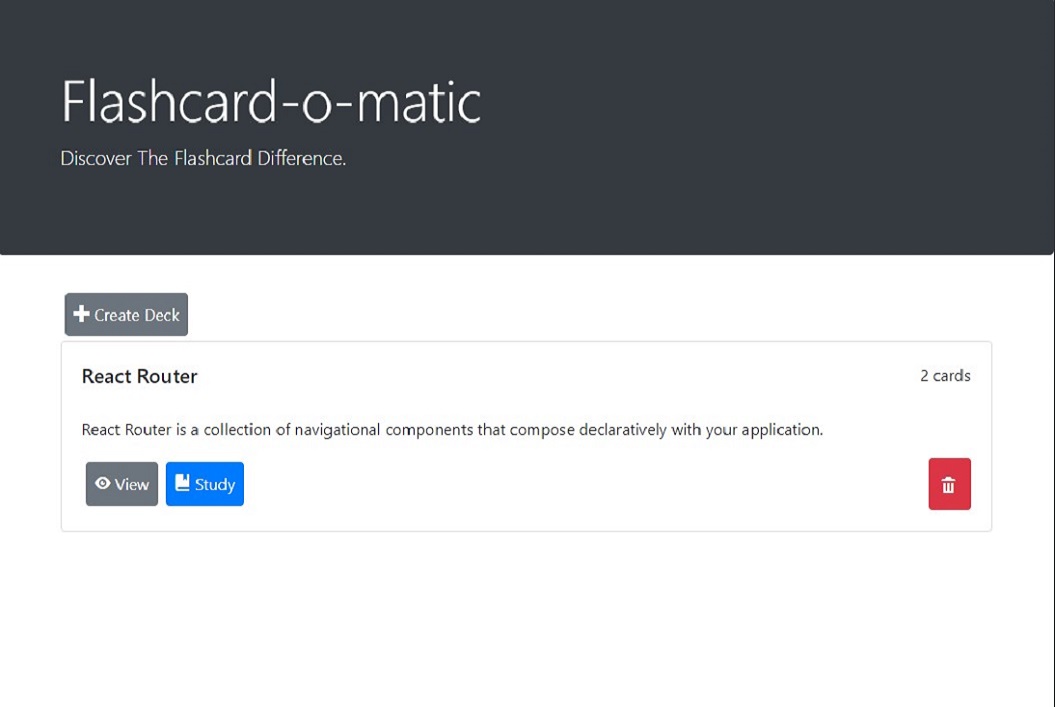 Flashcard-o-matic
Discover The Flashcard Difference.
Create Deck
React Router
2 cards
React Router is a collection of navigational components that compose declaratively with your application.
View
Study